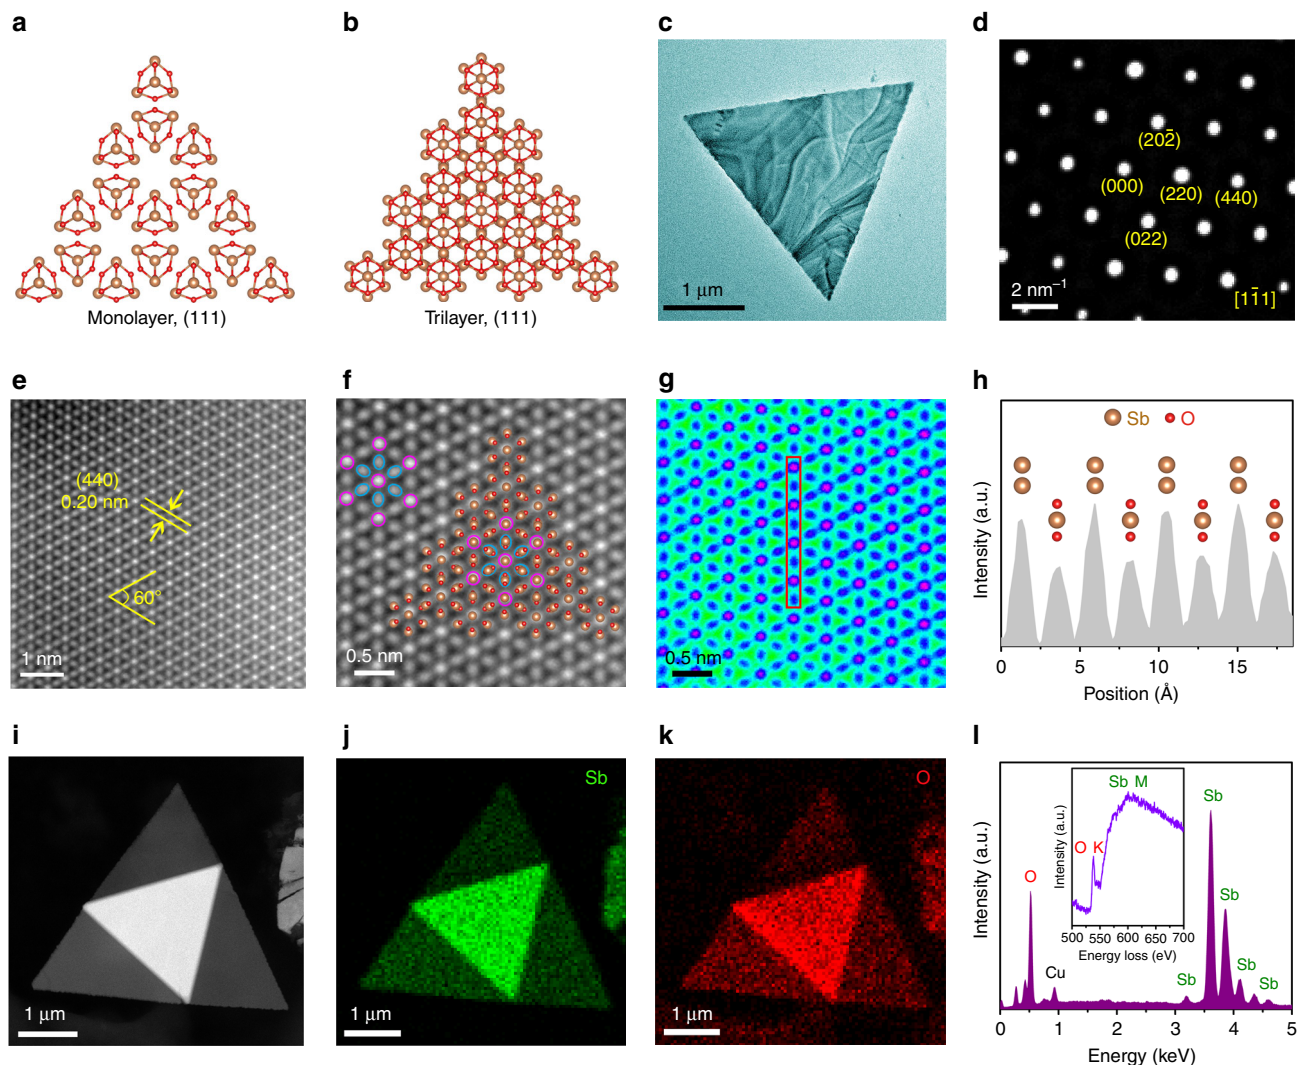 a
b
c
d
Monolayer, (111)
Trilayer, (111)
1 μm
(202̄)
(000)
(220)
(440)
(022)
2 nm⁻¹
[11̄1]
e
f
g
h
(440)
0.20 nm
60°
1 nm
0.5 nm
0.5 nm
Sb
O
Intensity (a.u.)
0
5
10
15
Position (Å)
i
j
k
l
1 μm
Sb
1 μm
O
1 μm
Intensity (a.u.)
O
Cu
Sb
Sb
Sb
Sb
Sb
Intensity (a.u.)
O K
Sb M
500 550 600 650 700
Energy loss (eV)
0 1 2 3 4 5
Energy (keV)